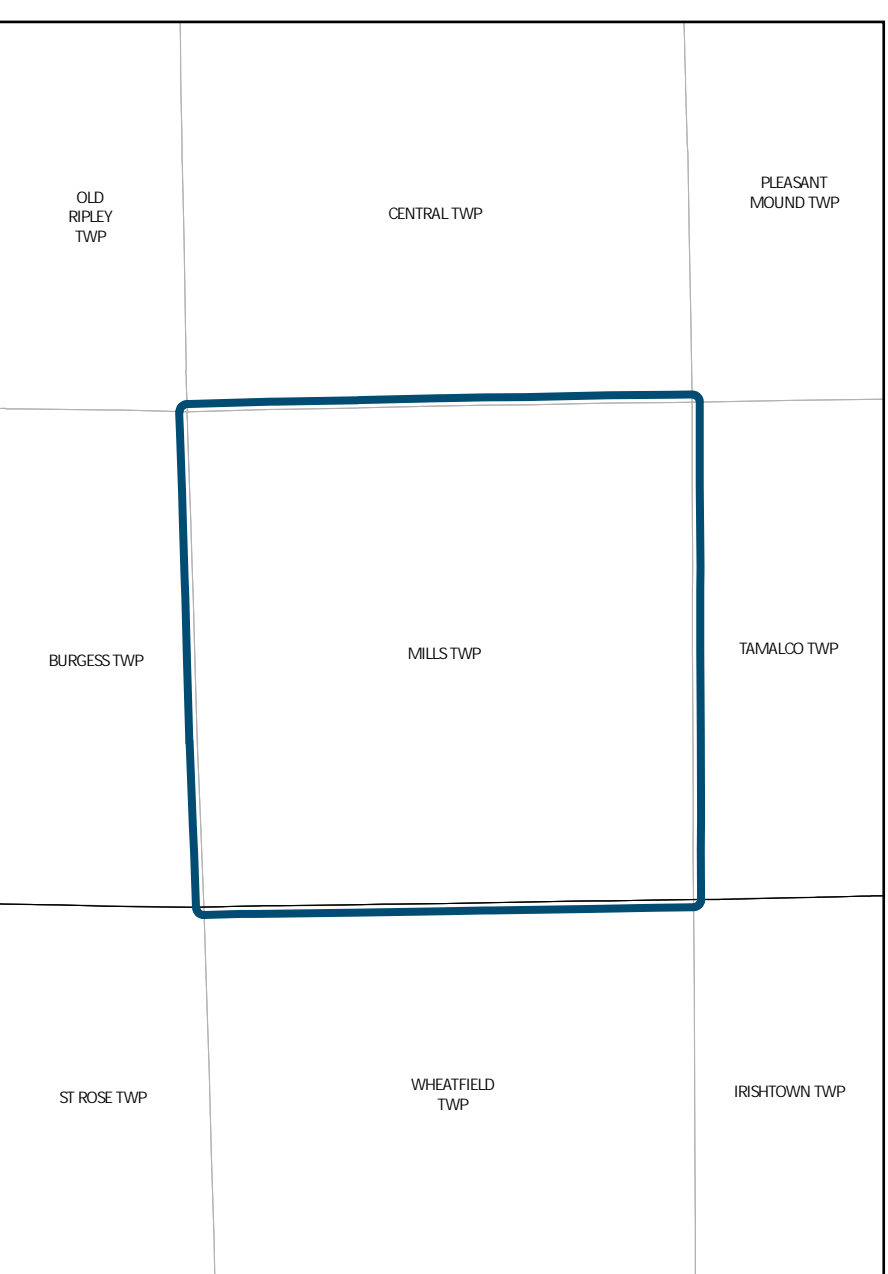 OLD
RIPLEY
TWP
CENTRAL TWP
PLEASANT
MOUND TWP
BURGESS TWP
MILLS TWP
TAMALCO TWP
ST ROSE TWP
WHEATFIELD
TWP
IRISHTOWN TWP